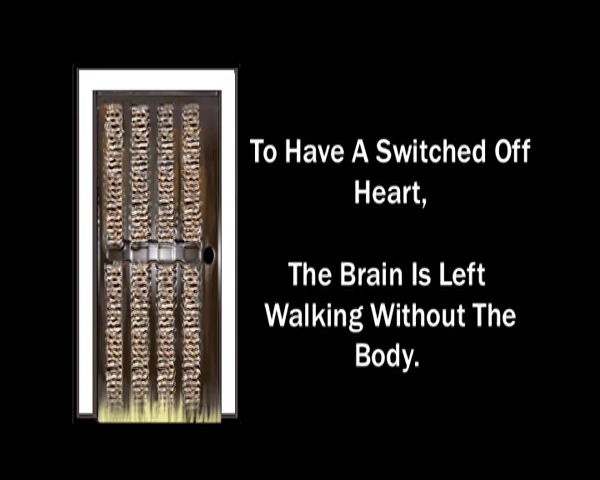 To Have A Switched Off
Heart,
The Brain Is Left
Walking Without The
Body.